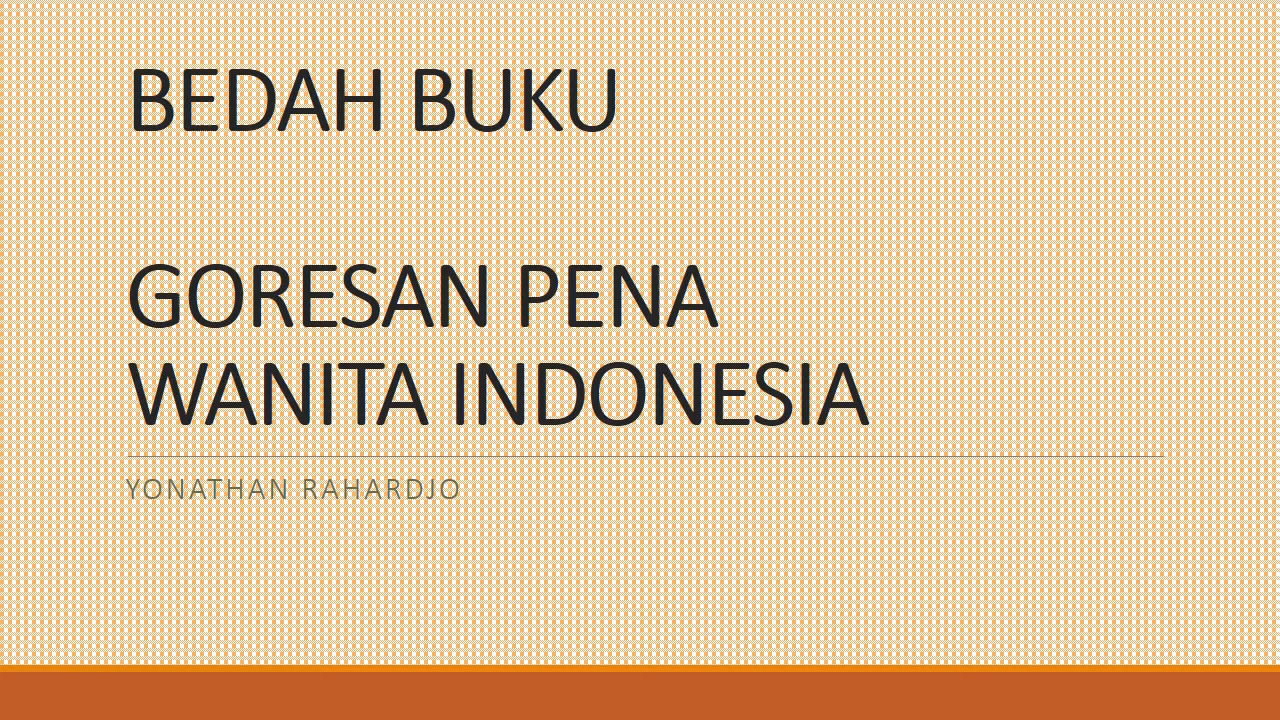 BEDAH BUKU
GORESAN PENA
WANITA INDONESIA
YONATHAN RAHARDJO